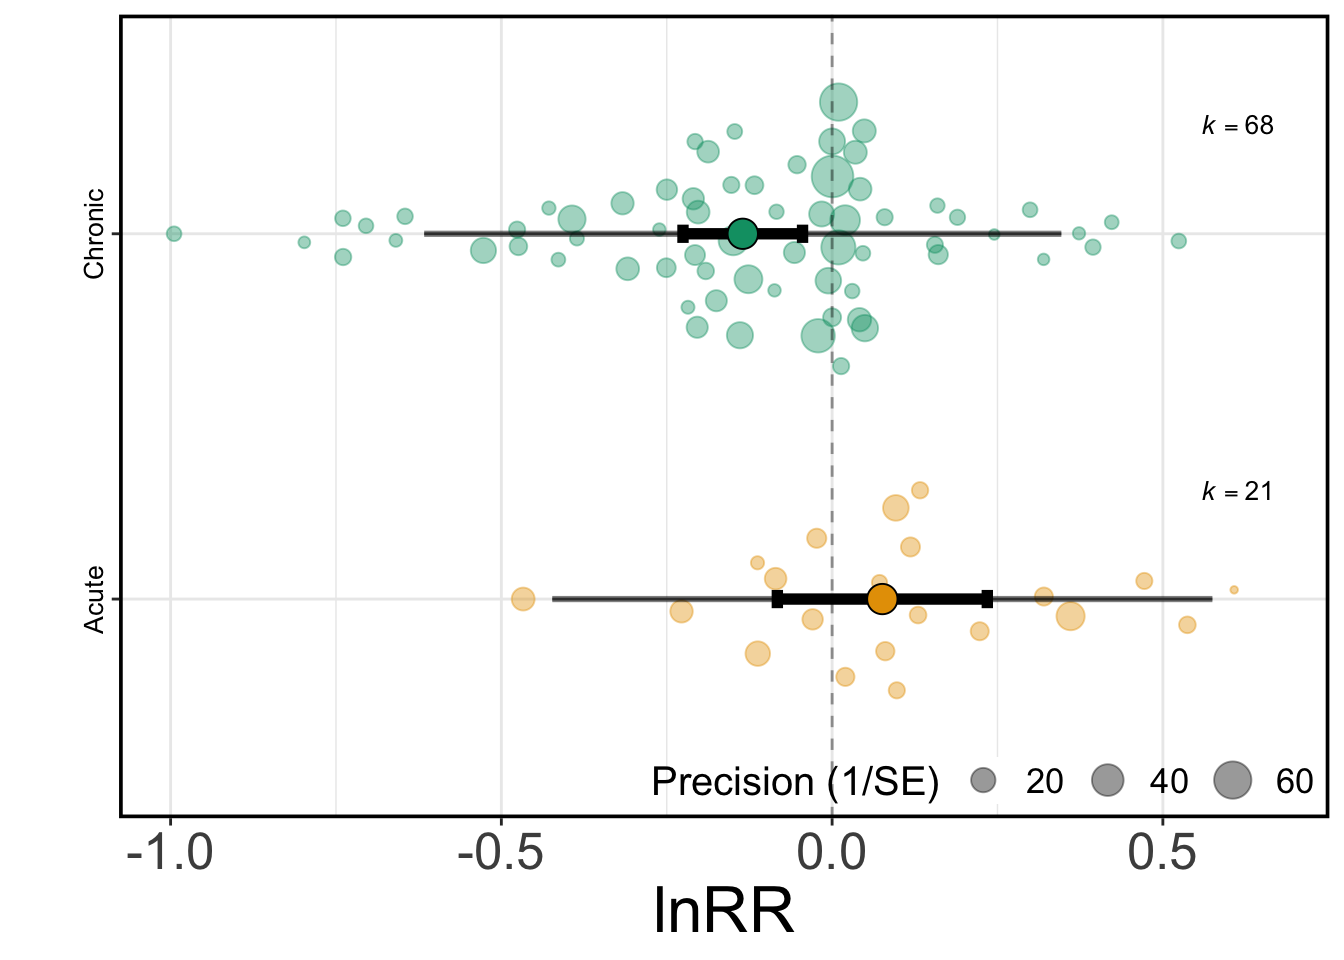 k = 68
Chronic
k = 21
Acute
Precision (1/SE) 20 40 60
-1.0 -0.5 0.0 0.5
lnRR